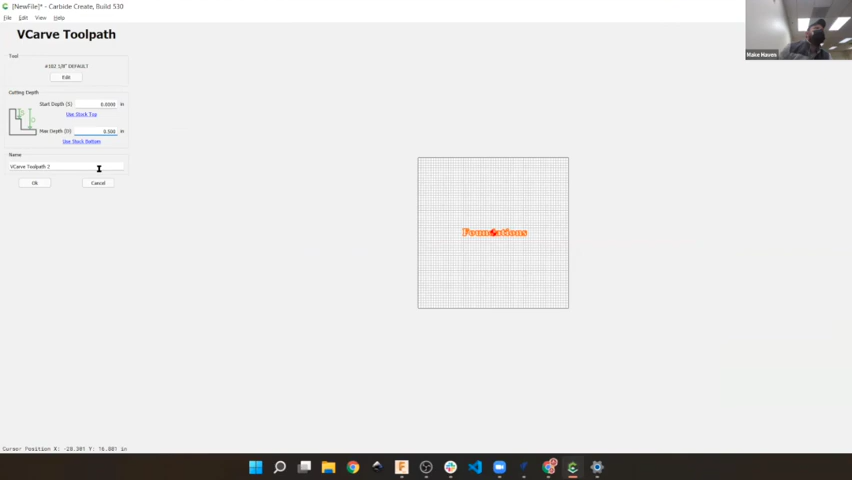 [NewFile]* - Carbide Create, Build 530
File Edit View Help
VCarve Toolpath
Tool
#102 1/8" DEFAULT
Edit
Cutting Depth
Start Depth (S) 0.0000 in
Use Stock Top
Max Depth (D) 0.500 in
Use Stock Bottom
Name
VCarve Toolpath 2
Ok Cancel
Foundations
Make Haven
Cursor Position X: -28.381 Y: 16.081 in